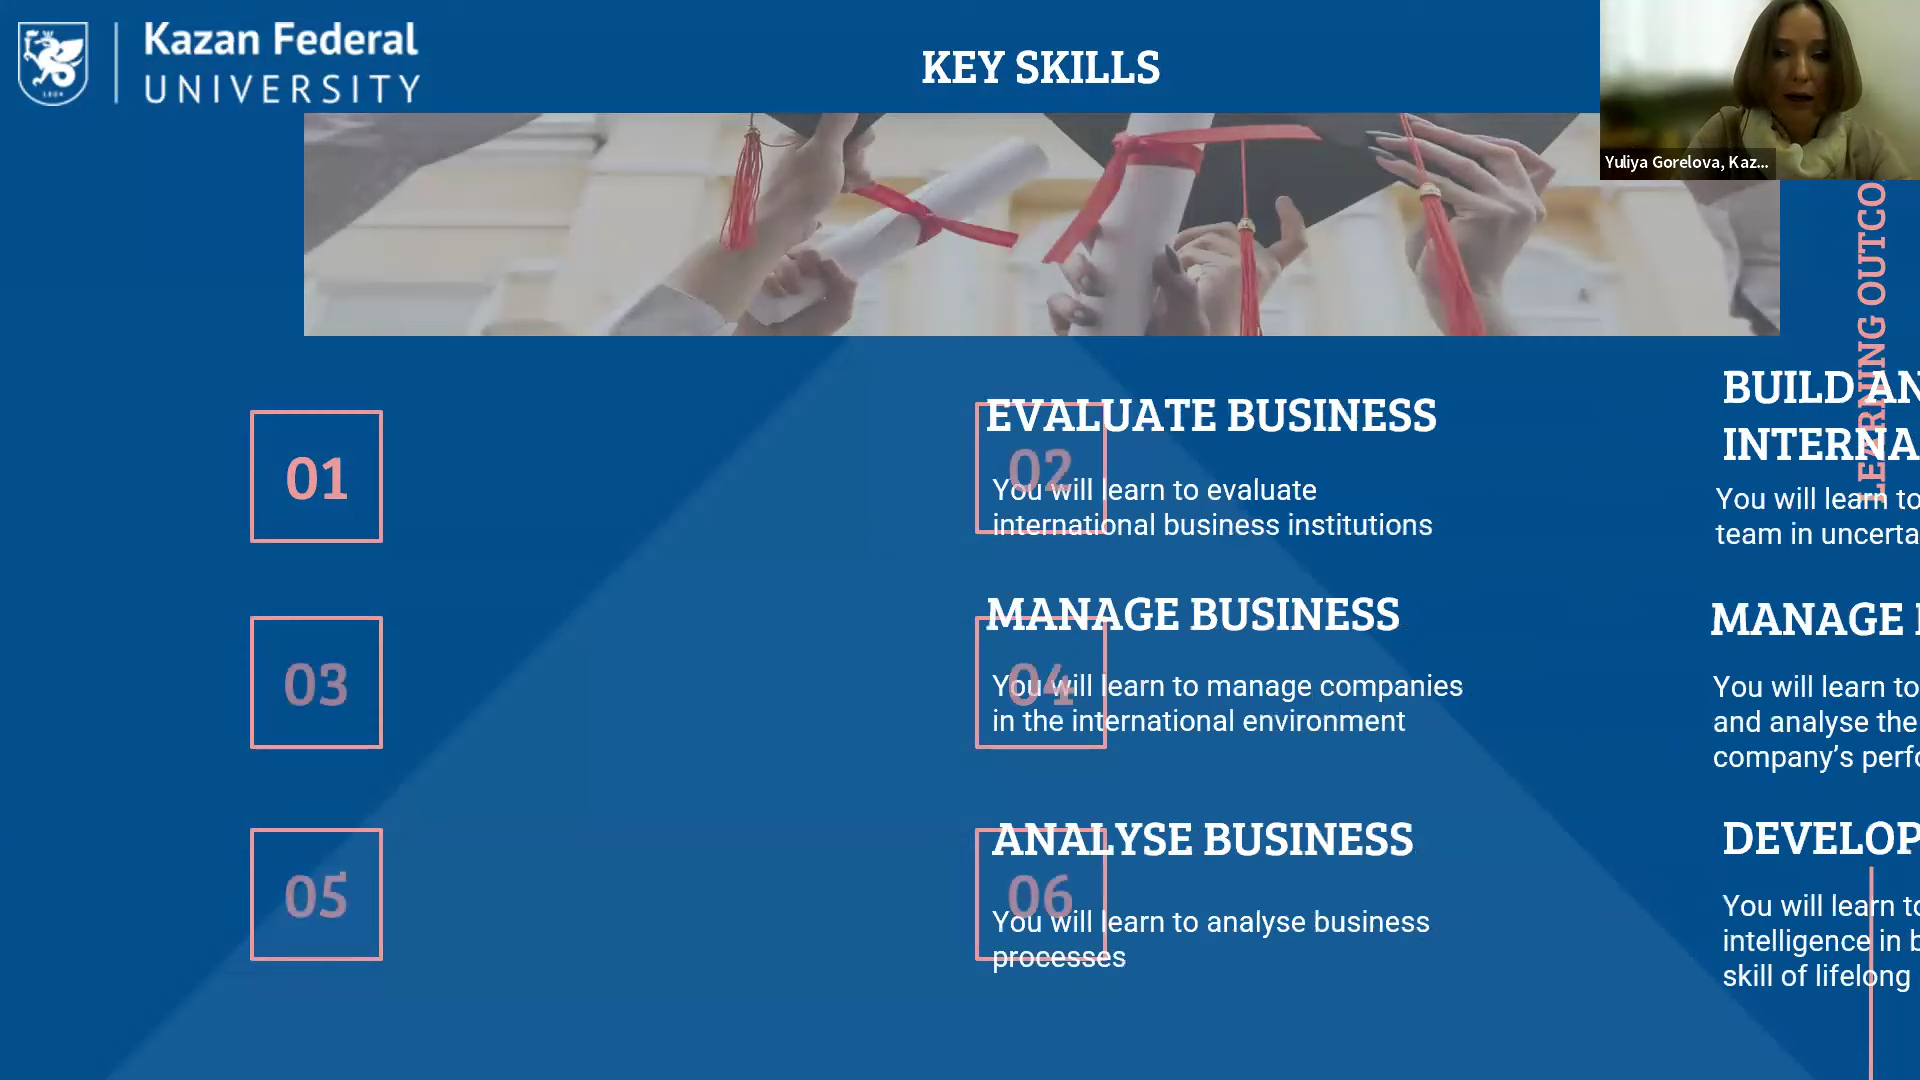 Kazan Federal
UNIVERSITY
1804
KEY SKILLS
Yuliya Gorelova, Kaz...
LEARNING OUTCO
01
EVALUATE BUSINESS
02
You will learn to evaluate
international business institutions
BUILD AN
INTERNA
You will learn to
team in uncerta
03
MANAGE BUSINESS
04
You will learn to manage companies
in the international environment
MANAGE
You will learn to
and analyse the
company's perfo
05
ANALYSE BUSINESS
06
You will learn to analyse business
processes
DEVELOP
You will learn to
intelligence in b
skill of lifelong